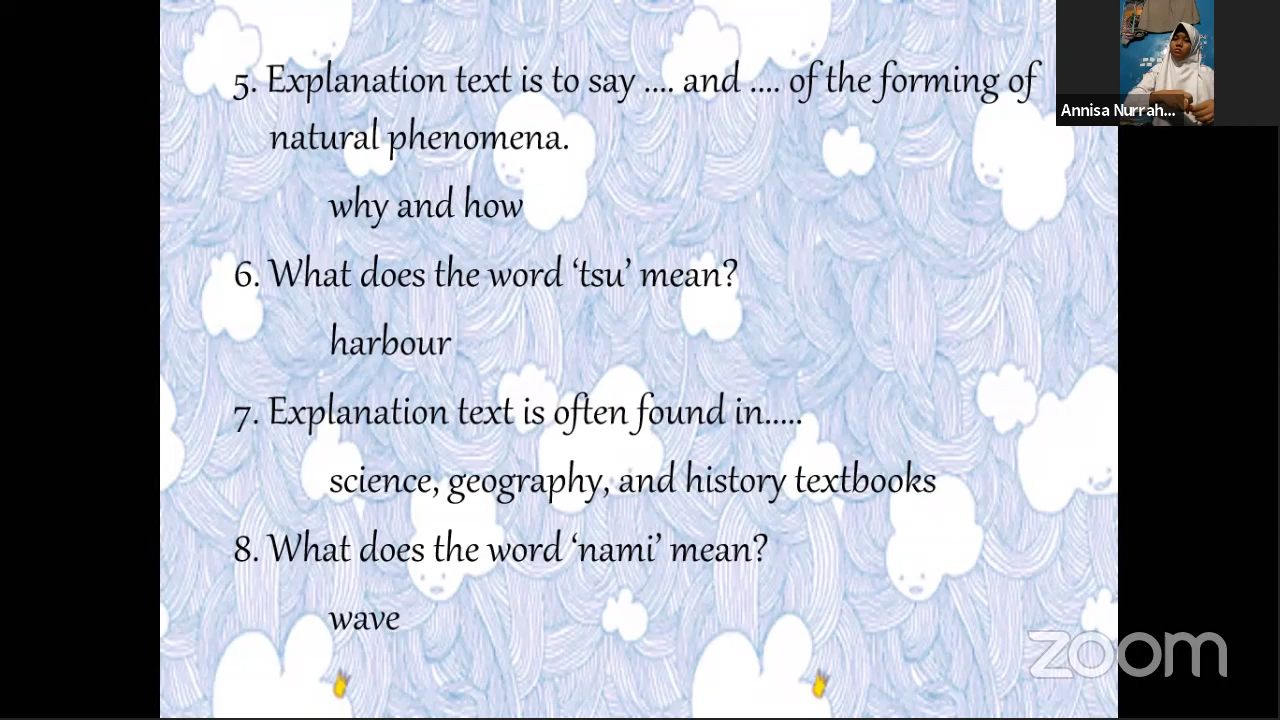 5. Explanation text is to say .... and .... of the forming of
natural phenomena.
why and how
6. What does the word ‘tsu’ mean?
harbour
7. Explanation text is often found in.....
science, geography, and history textbooks
8. What does the word ‘nami’ mean?
wave
Annisa Nurrah...
zoom